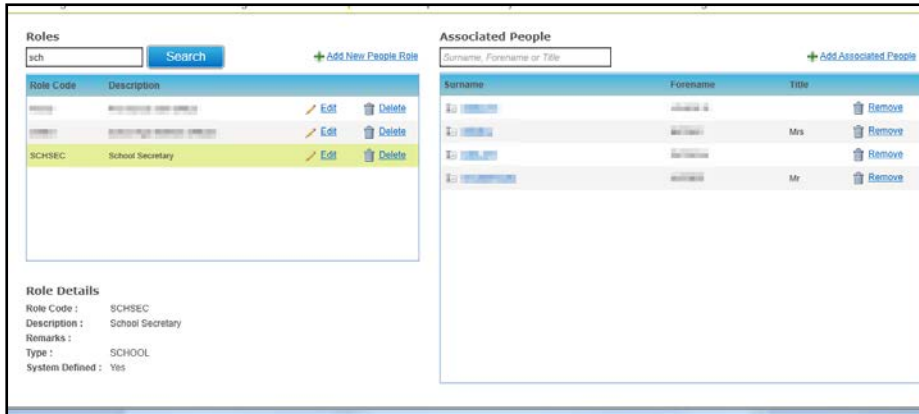 Roles
sch
Search
Add New People Role
Role Code Description
Edit Delete
Edit Delete
SCHSEC School Secretary Edit Delete
Role Details
Role Code : SCHSEC
Description : School Secretary
Remarks :
Type : SCHOOL
System Defined : Yes
Associated People
Surname, Forename or Title
Add Associated People
Surname Forename Title
Remove
Mrs Remove
Remove
Mr Remove